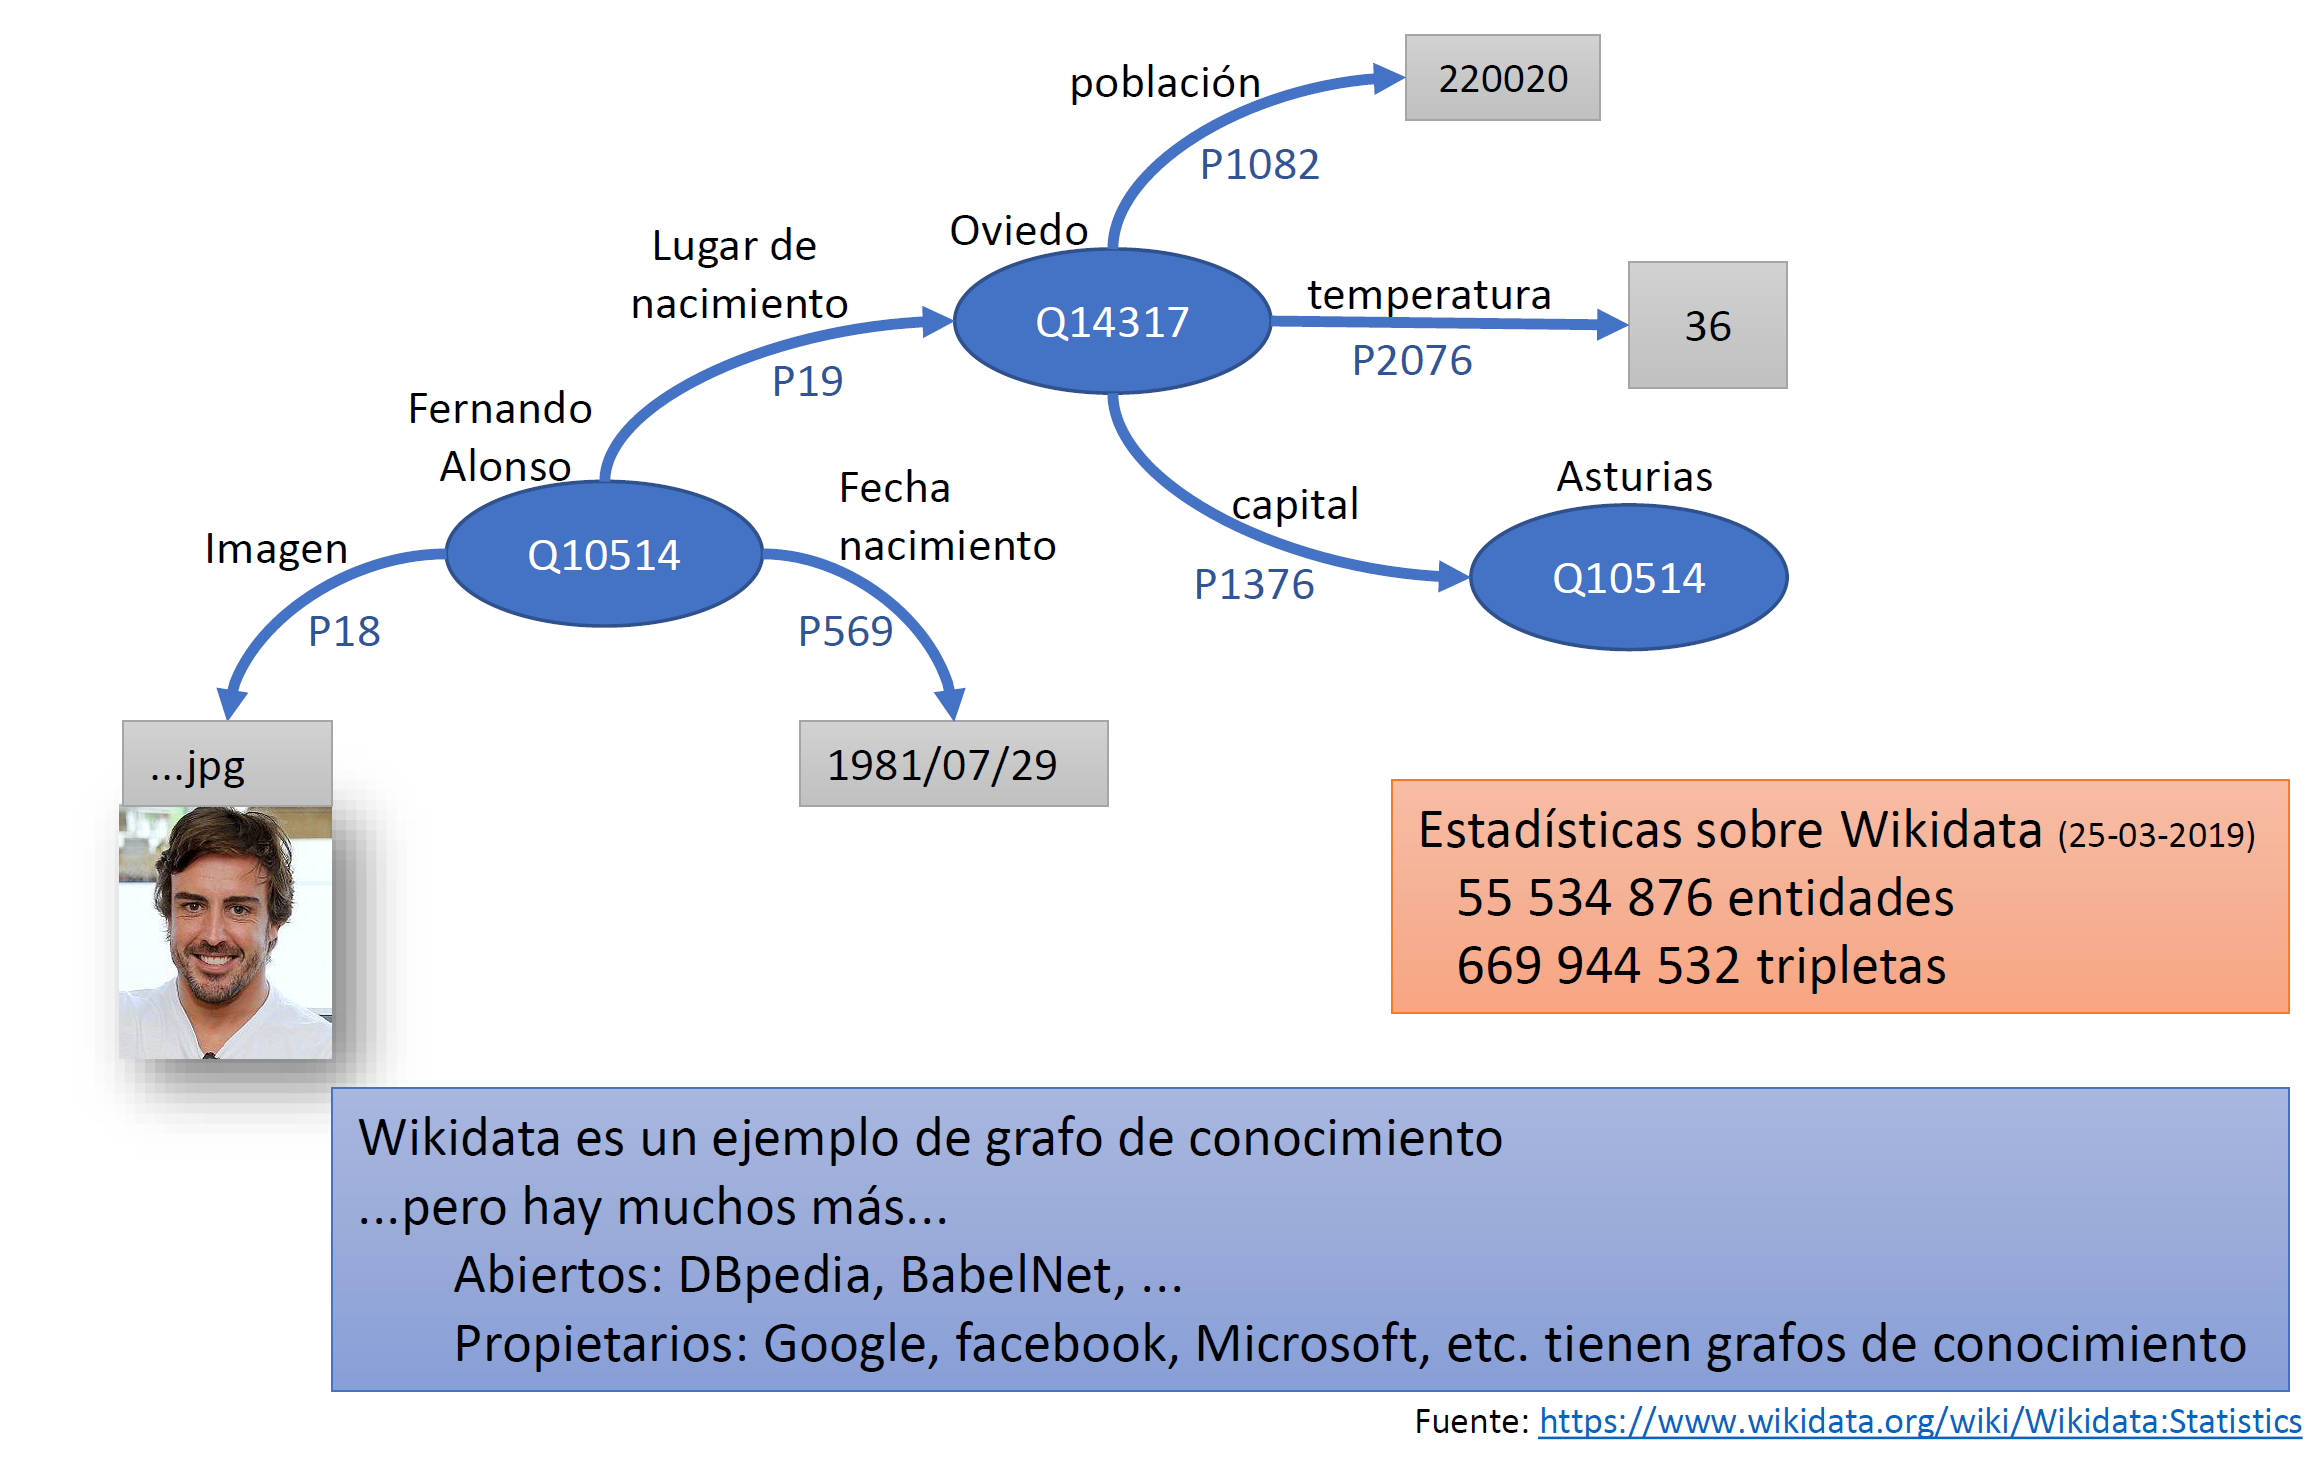 220020
población
P1082
Oviedo
Lugar de
nacimiento
Q14317
temperatura
36
P2076
P19
Fernando
Alonso
Fecha
nacimiento
capital
Asturias
Imagen
Q10514
P1376
Q10514
P18
P569
...jpg
1981/07/29
Estadísticas sobre Wikidata (25-03-2019)
55 534 876 entidades
669 944 532 tripletas
Wikidata es un ejemplo de grafo de conocimiento
...pero hay muchos más...
Abiertos: DBpedia, BabelNet, ...
Propietarios: Google, facebook, Microsoft, etc. tienen grafos de conocimiento
Fuente: https://www.wikidata.org/wiki/Wikidata:Statistics